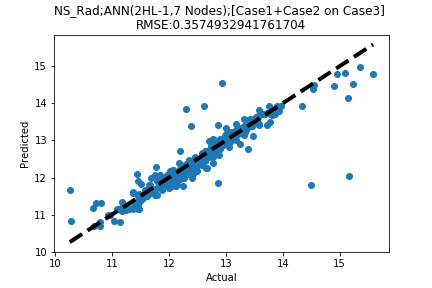 NS_Rad;ANN(2HL-1,7 Nodes);[Case1+Case2 on Case3]
RMSE:0.3574932941761704
15
14
13
12
11
10
Predicted
10 11 12 13 14 15
Actual